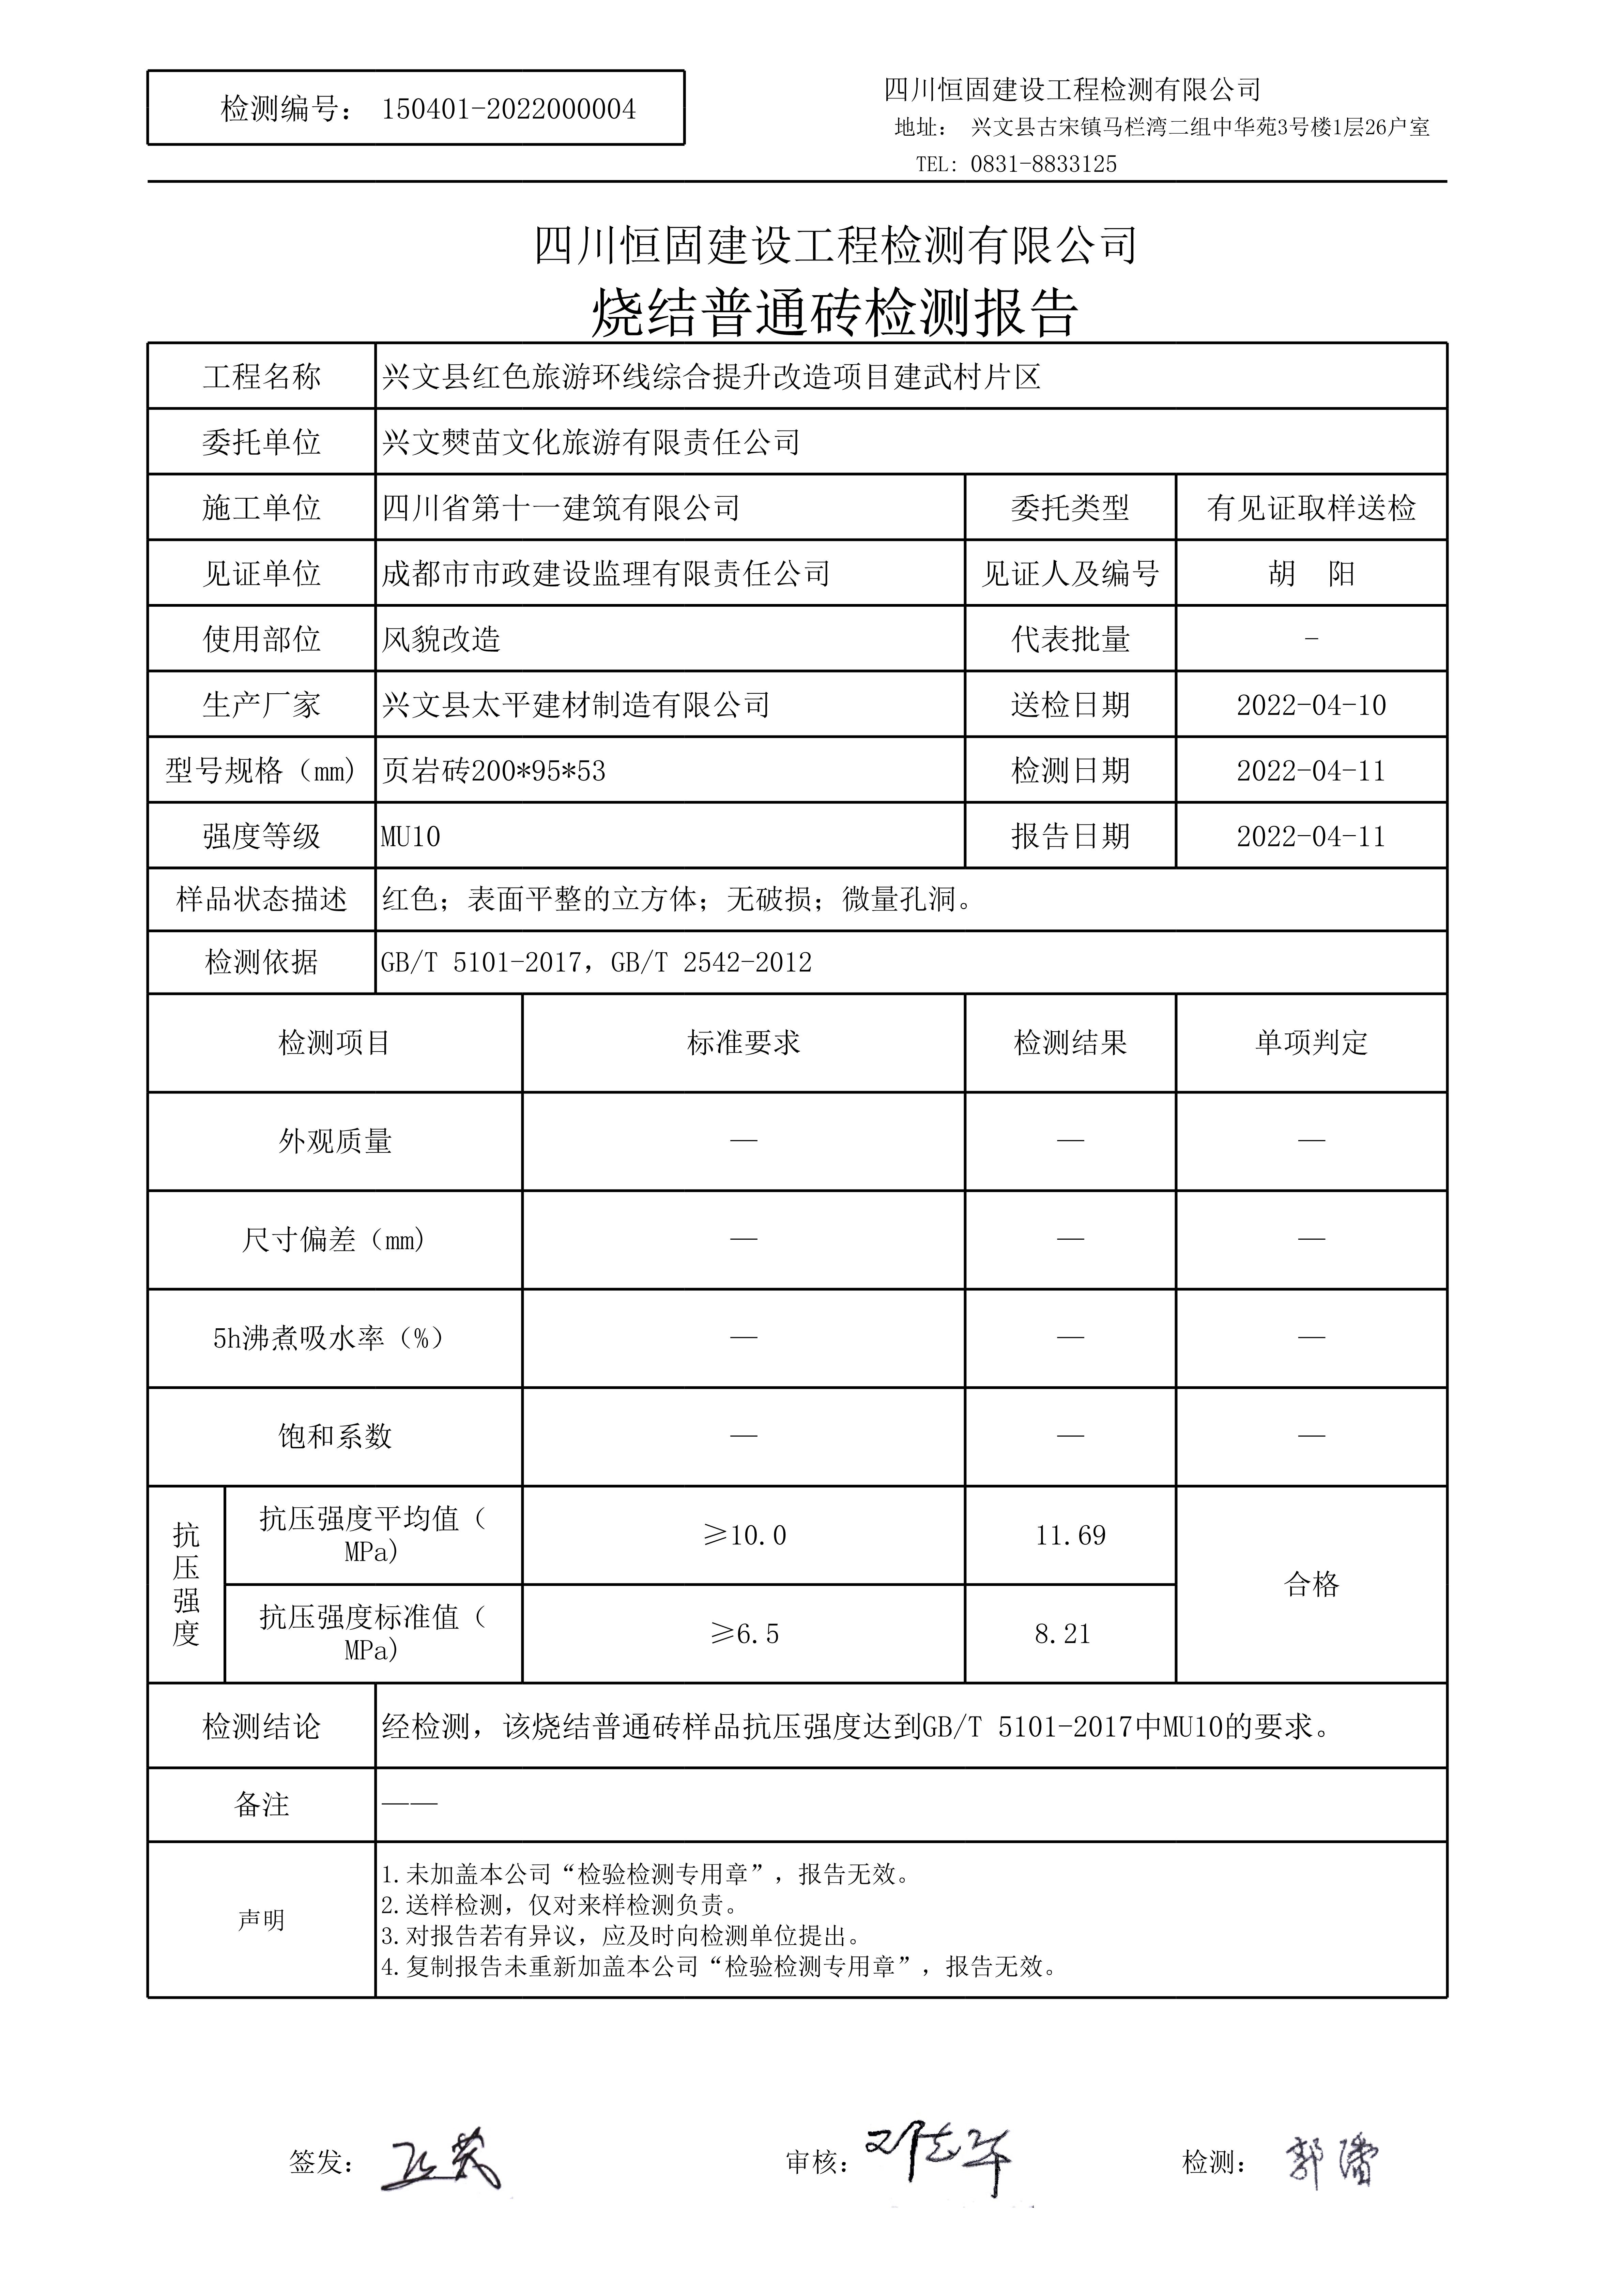 检测编号： 150401-2022000004
四川恒固建设工程检测有限公司
地址： 兴文县古宋镇马栏湾二组中华苑3号楼1层26户室
TEL: 0831-8833125
四川恒固建设工程检测有限公司
烧结普通砖检测报告
工程名称 兴文县红色旅游环线综合提升改造项目建武村片区
委托单位 兴文僰苗文化旅游有限责任公司
施工单位 四川省第十一建筑有限公司 委托类型 有见证取样送检
见证单位 成都市市政建设监理有限责任公司 见证人及编号 胡 阳
使用部位 风貌改造 代表批量 -
生产厂家 兴文县太平建材制造有限公司 送检日期 2022-04-10
型号规格（mm) 页岩砖200*95*53 检测日期 2022-04-11
强度等级 MU10 报告日期 2022-04-11
样品状态描述 红色；表面平整的立方体；无破损；微量孔洞。
检测依据 GB/T 5101-2017，GB/T 2542-2012
检测项目 标准要求 检测结果 单项判定
外观质量 — — —
尺寸偏差（mm) — — —
5h沸煮吸水率（%） — — —
饱和系数 — — —
抗压强度 抗压强度平均值（
MPa) ≥10.0 11.69 合格
抗压强度标准值（
MPa) ≥6.5 8.21
检测结论 经检测，该烧结普通砖样品抗压强度达到GB/T 5101-2017中MU10的要求。
备注 ——
声明 1.未加盖本公司“检验检测专用章”，报告无效。
2.送样检测，仅对来样检测负责。
3.对报告若有异议，应及时向检测单位提出。
4.复制报告未重新加盖本公司“检验检测专用章”，报告无效。
签发： 审核： 检测：